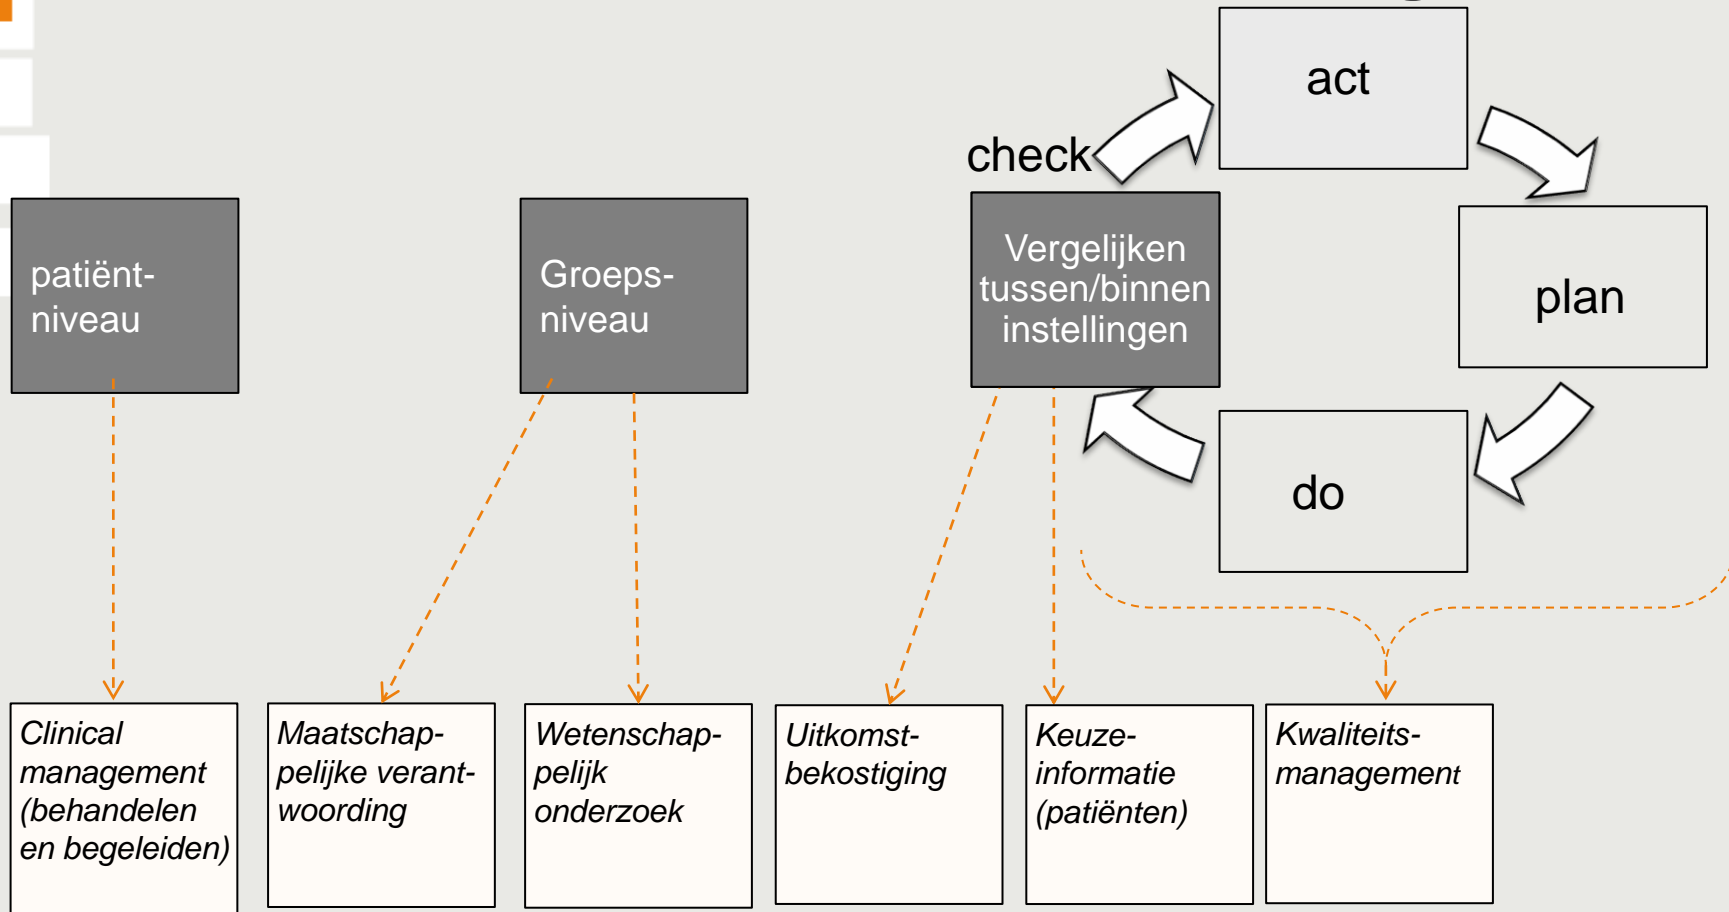 act
check
patiënt-
niveau
Groeps-
niveau
Vergelijken
tussen/binnen
instellingen
plan
do
Clinical
management
(behandelen
en begeleiden)
Maatschap-
pelijke verant-
woording
Wetenschap-
pelijk
onderzoek
Uitkomst-
bekostiging
Keuze-
informatie
(patiënten)
Kwaliteits-
management